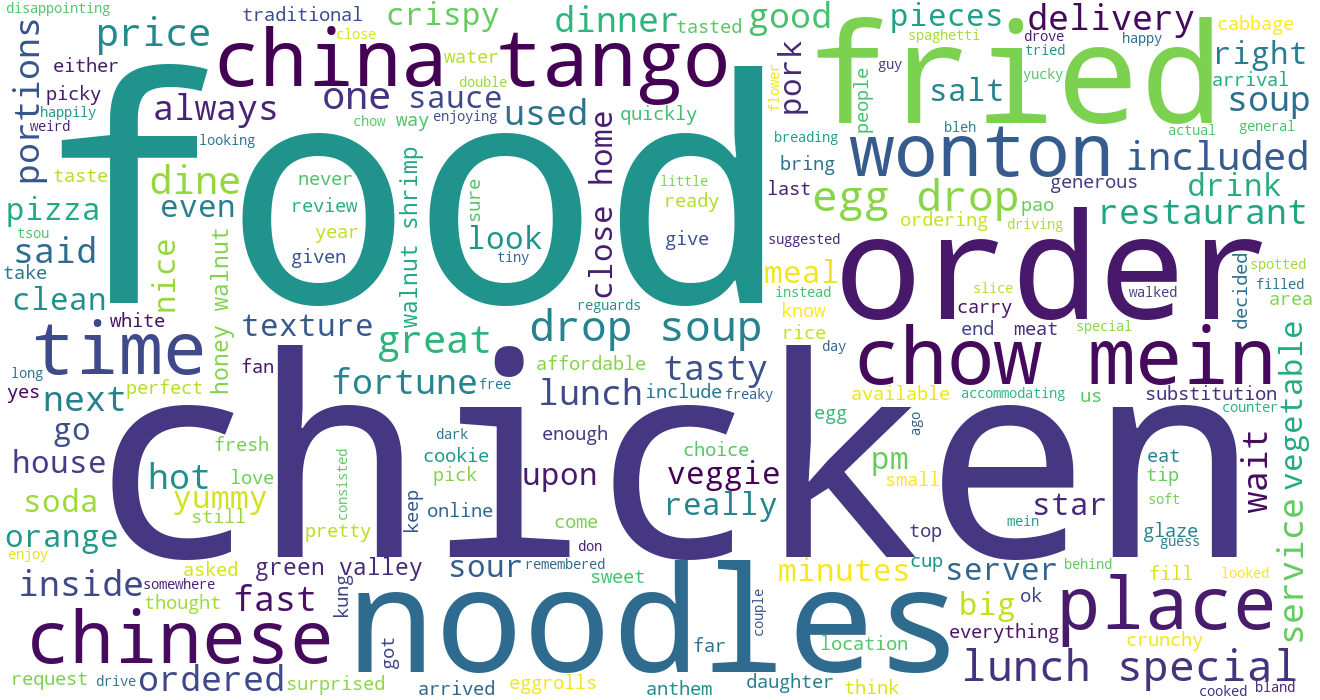 disappointing
traditional
crispy
dinner
tasted
good
pieces
delivery
cabbage
portions
price
china tango
close
water
double
spaghetti
drove
happy
tried
right
either
picky
happily
weird
always
one
sauce
chow
way
enjoying
used
quickly
pork
flower
people
guy
fried
salt
yucky
arrival
soup
looking
food
breading
bleh
actual
general
taste
dine
never
walnut shrimp
sure
close home
little
bring
wonton
included
pizza
even
review
ready
last
generous
drink
egg drop
pao
tsou
year
look
give
ordering
driving
restaurant
said
nice
given
tiny
suggested
take
honey walnut
meal
order
decided
spotted
clean
reguards
instead
slice
walked
filled
area
white
texture
drop soup
know
carry
time
great
rice
end
meat
special
long
fan
affordable
tasty
day
chow mein
yes
perfect
fortune
free
lunch
include
freaky
available
accommodating
us
substitution
next
counter
service vegetable
go
fresh
dark
enough
egg
ago
house
hot
love
cookie
choice
chicken
wait
eat
pick
upon
veggie
pm
tip
soda
yummy
consisted
really
small
star
soft
still
keep
online
come
mein
orange
pretty
top
glaze
guess
enjoy
don
asked
green valley
sour
remembered
minutes
cup
server
behind
fill
looked
inside
somewhere
sweet
thought
fast
kung
noodles
couple
big
ok
place
chinese
got
far
location
everything
crunchy
request
drive
ordered
surprised
arrived
eggrolls
anthem
daughter
think
lunch special
cooked
bland